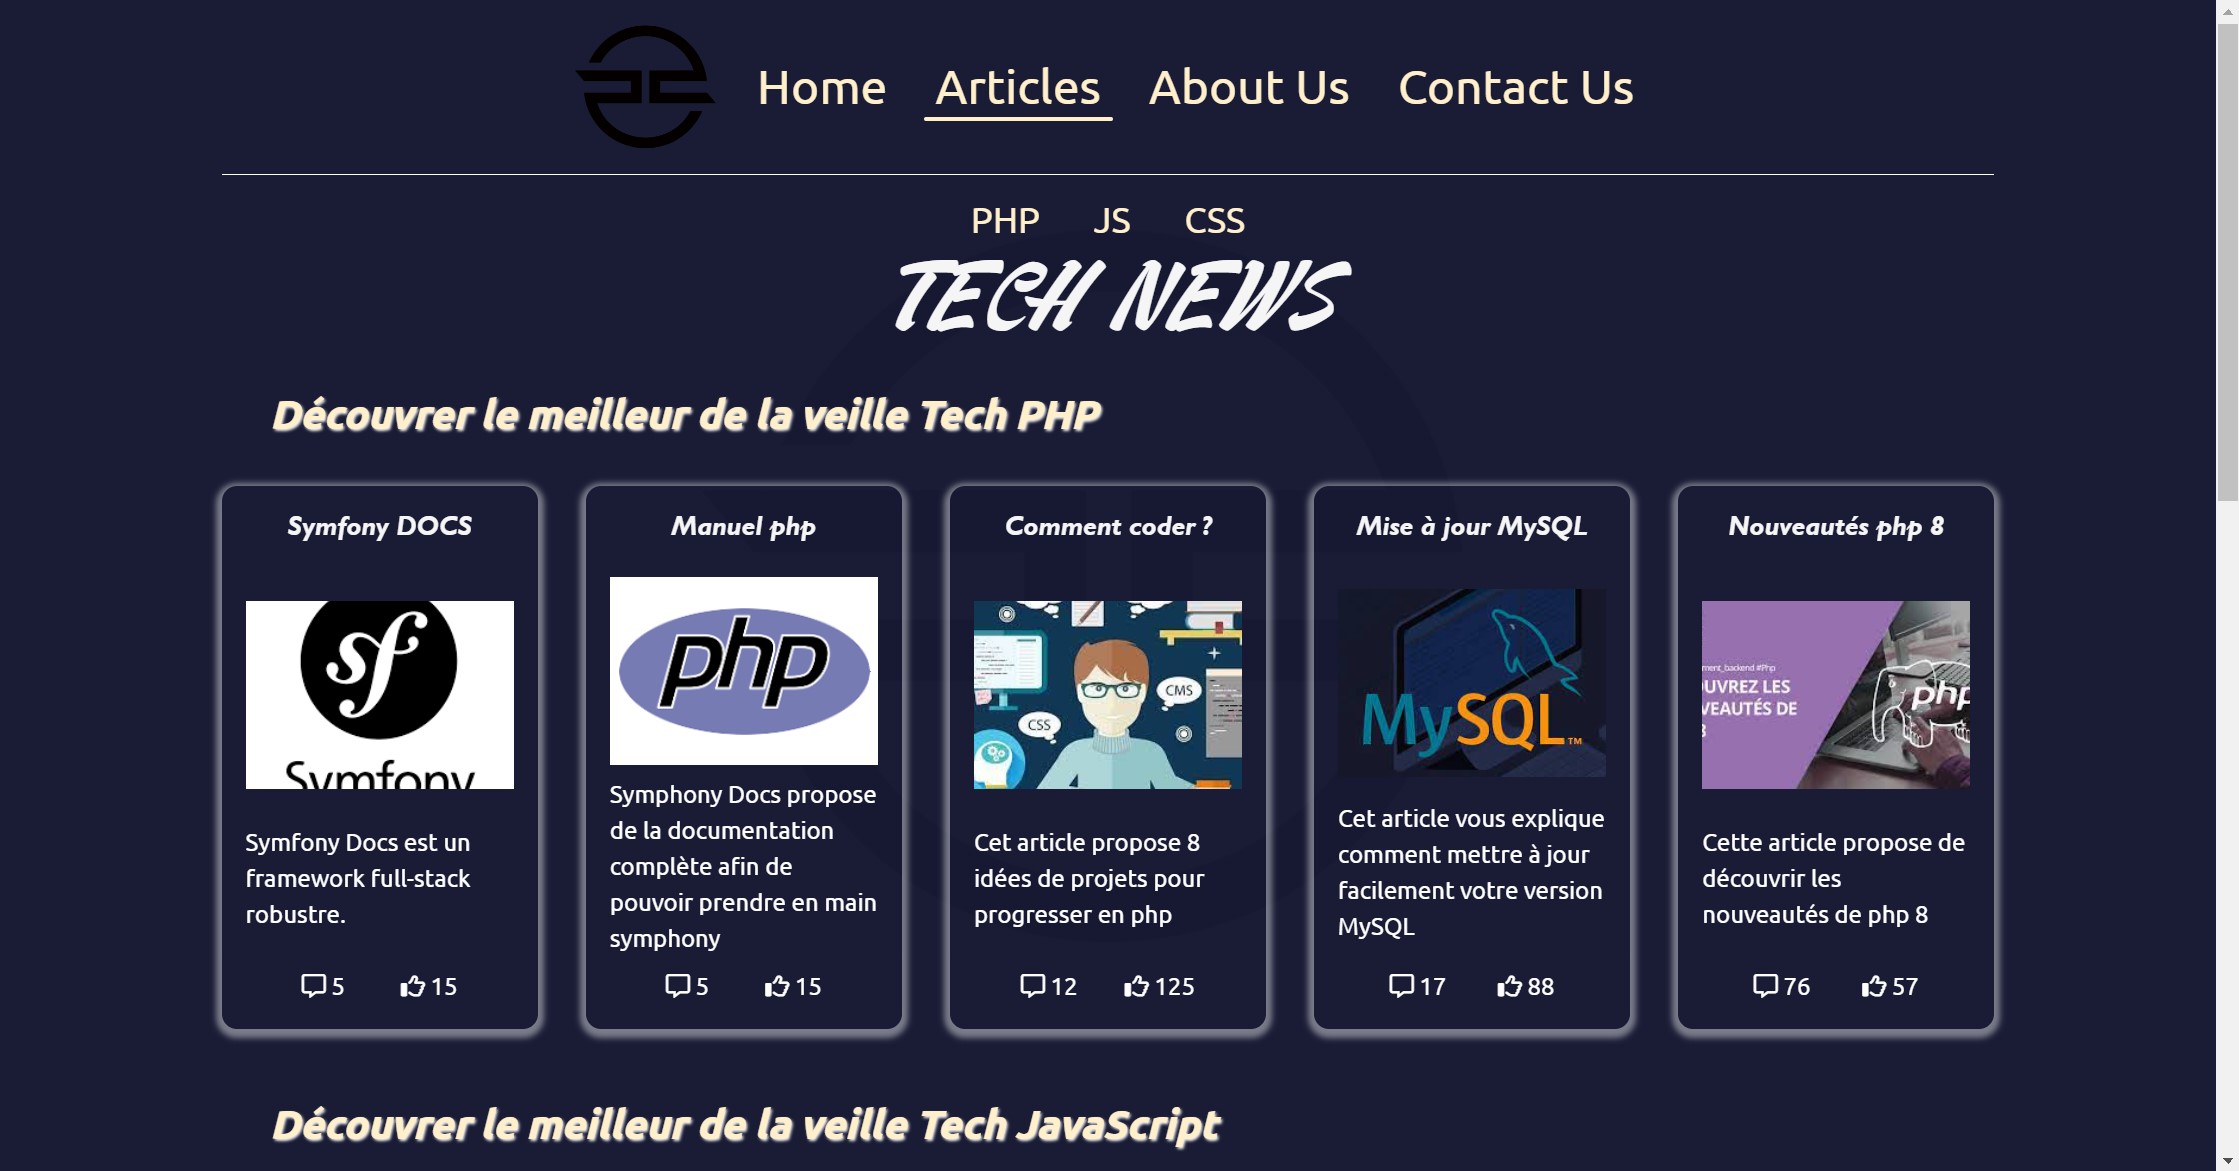 Home Articles About Us Contact Us
PHP JS CSS
TECH NEWS
Découvrer le meilleur de la veille Tech PHP
Symfony DOCS
sf
Symfony
Symfony Docs est un
framework full-stack
robustre.
5 15
Manuel php
php
Symphony Docs propose
de la documentation
complète afin de
pouvoir prendre en main
symphony
5 15
Comment coder ?
CMS
CSS
Cet article propose 8
idées de projets pour
progresser en php
12 125
Mise à jour MySQL
MySQL™
Cet article vous explique
comment mettre à jour
facilement votre version
MySQL
17 88
Nouveautés php 8
ment_backend #Php
OUVREZ LES
VEAUTÉS DE
8
php
Cette article propose de
découvrir les
nouveautés de php 8
76 57
Découvrer le meilleur de la veille Tech JavaScript